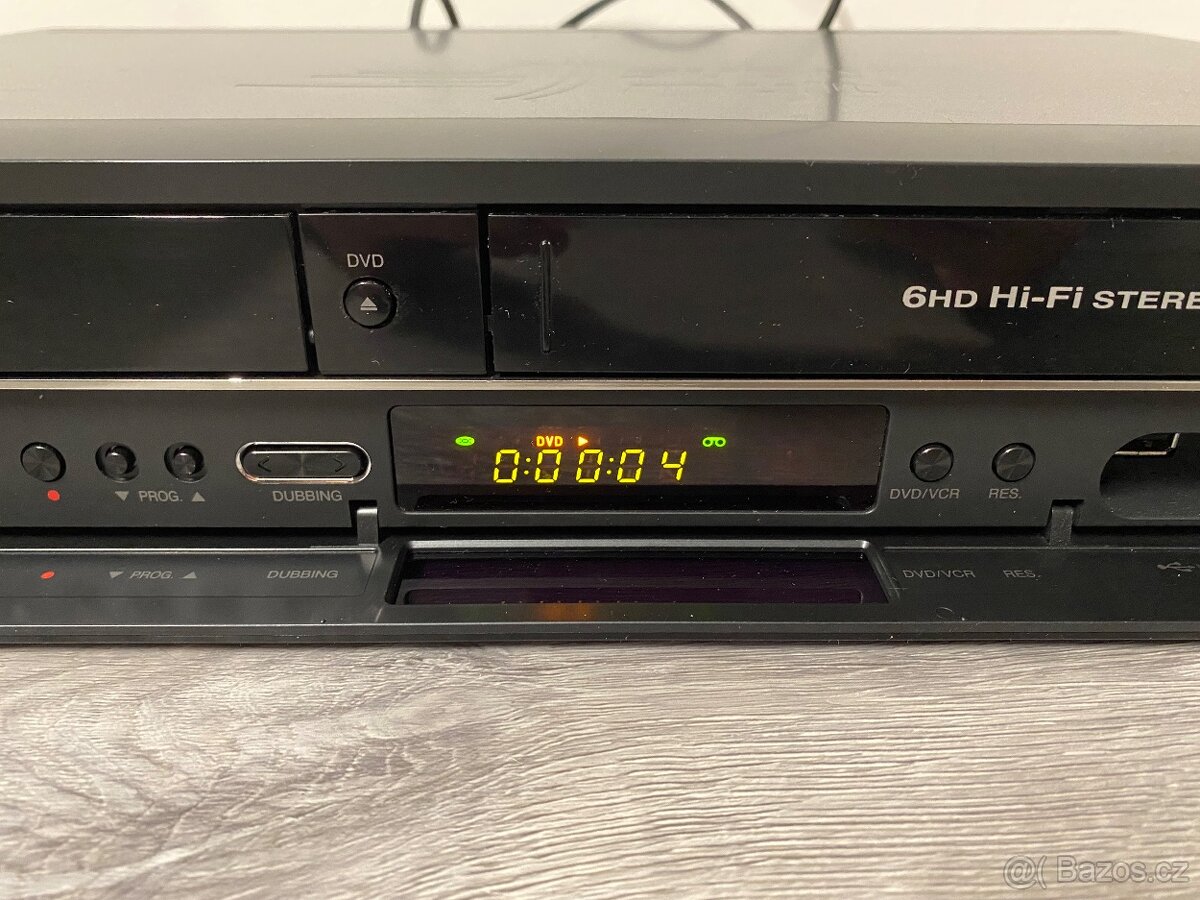 DVD
6HD Hi-Fi STERE
DVD
0:00:04
PROG.
DUBBING
DVD/VCR
RES.
PROG.
DUBBING
DVD/VCR
RES.
@( Bazos.cz